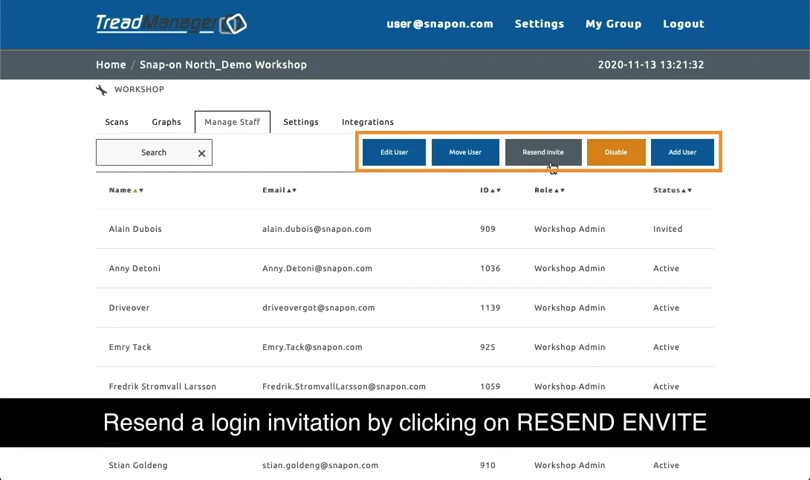 TreadManager
user@snapon.com Settings My Group Logout
Home / Snap-on North_Demo Workshop 2020-11-13 13:21:32
WORKSHOP
Scans Graphs Manage Staff Settings Integrations
Search Edit User Move User Resend Invite Disable Add User
Name Email ID Role Status
Alain Dubois alain.dubois@snapon.com 909 Workshop Admin Invited
Anny Detoni Anny.Detoni@snapon.com 1036 Workshop Admin Active
Driveover driveovergot@snapon.com 1139 Workshop Admin Active
Emry Tack Emry.Tack@snapon.com 925 Workshop Admin Active
Fredrik Stromvall Larsson Fredrik.StromvallLarsson@snapon.com 1059 Workshop Admin Active
Resend a login invitation by clicking on RESEND ENVITE
Stian Goldeng stian.goldeng@snapon.com 910 Workshop Admin Active